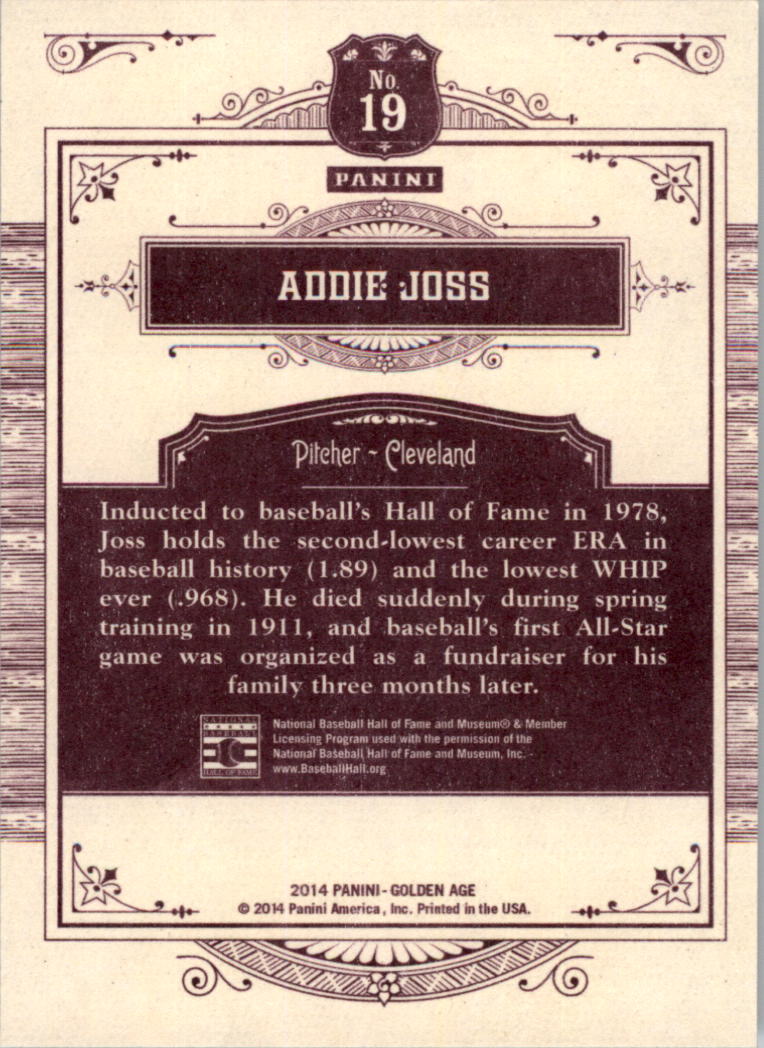 No.
19
PANINI
ADDIE JOSS
Pitcher ~ Cleveland
Inducted to baseball's Hall of Fame in 1978,
Joss holds the second-lowest career ERA in
baseball history (1.89) and the lowest WHIP
ever (.968). He died suddenly during spring
training in 1911, and baseball's first All-Star
game was organized as a fundraiser for his
family three months later.
NATIONAL
BASEBALL
HALL OF FAME
National Baseball Hall of Fame and Museum® & Member
Licensing Program used with the permission of the
National Baseball Hall of Fame and Museum, Inc. -
www.BaseballHall.org
2014 PANINI - GOLDEN AGE
© 2014 Panini America, Inc. Printed in the USA.